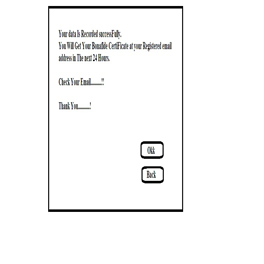 Your data Is Recorded successFully.
You Will Get Your Bonafide CertiFicate at your Registered email
address in The next 24 Hours.
Check Your Email..........!!
Thank You..........!
Okk
Back